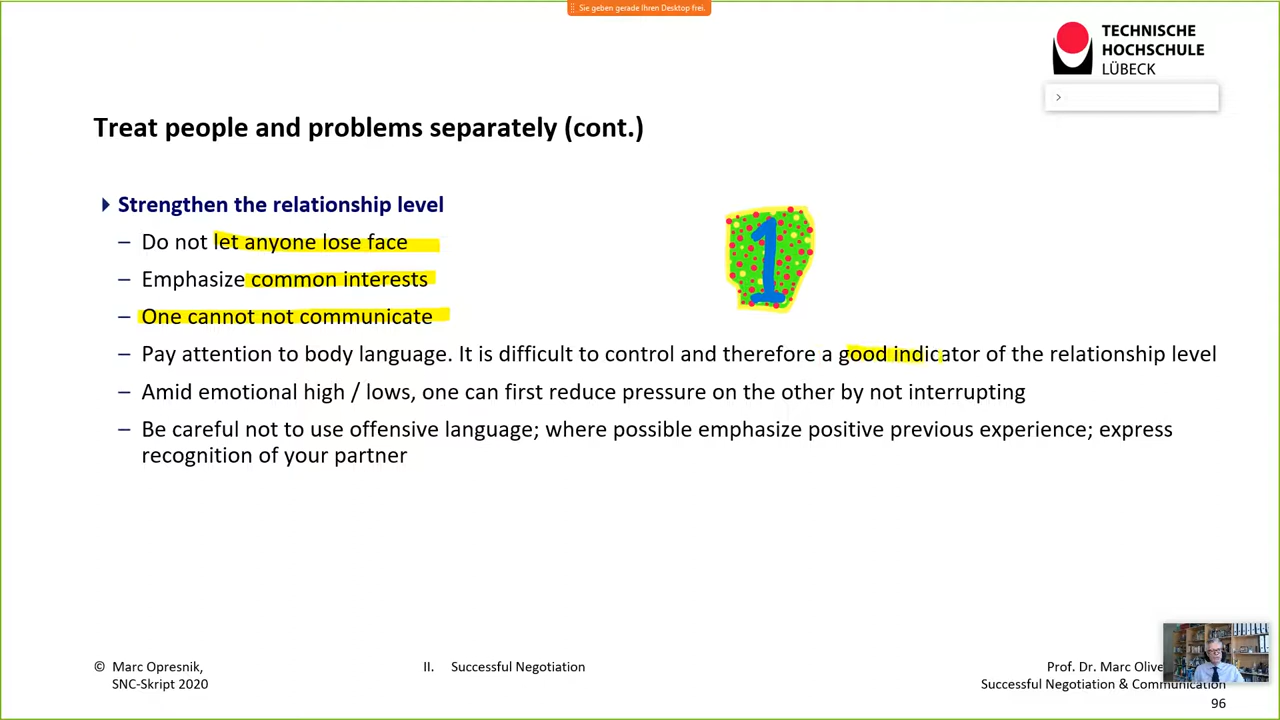 Sie geben gerade Ihren Desktop frei.
TECHNISCHE
HOCHSCHULE
LÜBECK
Treat people and problems separately (cont.)
Strengthen the relationship level
– Do not let anyone lose face
– Emphasize common interests
– One cannot not communicate
– Pay attention to body language. It is difficult to control and therefore a good indicator of the relationship level
– Amid emotional high / lows, one can first reduce pressure on the other by not interrupting
– Be careful not to use offensive language; where possible emphasize positive previous experience; express
recognition of your partner
1
© Marc Opresnik,
SNC-Skript 2020
II. Successful Negotiation
Prof. Dr. Marc
Successful Negotiation & Communication
96